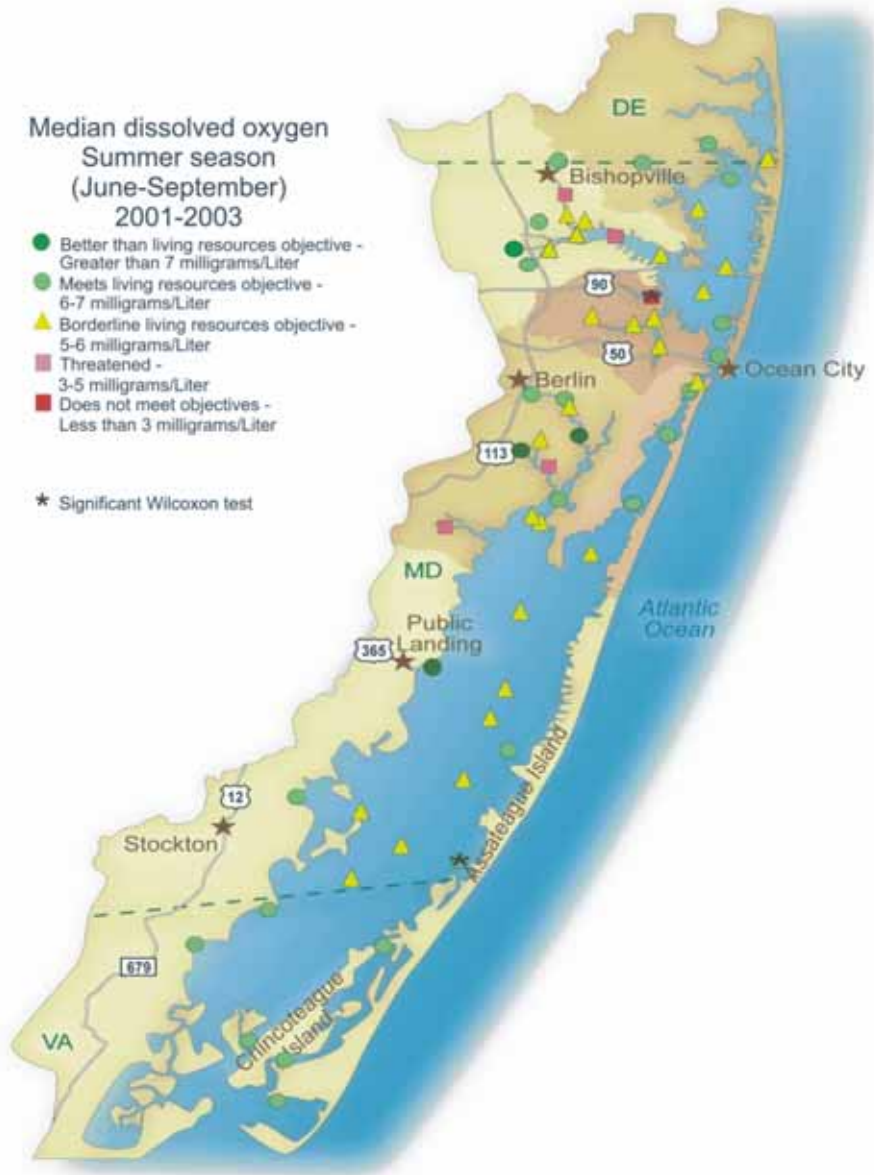 Median dissolved oxygen
Summer season
(June-September)
2001-2003
Better than living resources objective -
Greater than 7 milligrams/Liter
Meets living resources objective -
6-7 milligrams/Liter
Borderline living resources objective -
5-6 milligrams/Liter
Threatened -
3-5 milligrams/Liter
Does not meet objectives -
Less than 3 milligrams/Liter
* Significant Wilcoxon test
DE
Bishopville
90
50
Ocean City
Berlin
113
MD
Public
Landing
365
Atlantic
Ocean
Assateague Island
12
Stockton
679
Chincoteague
Island
VA